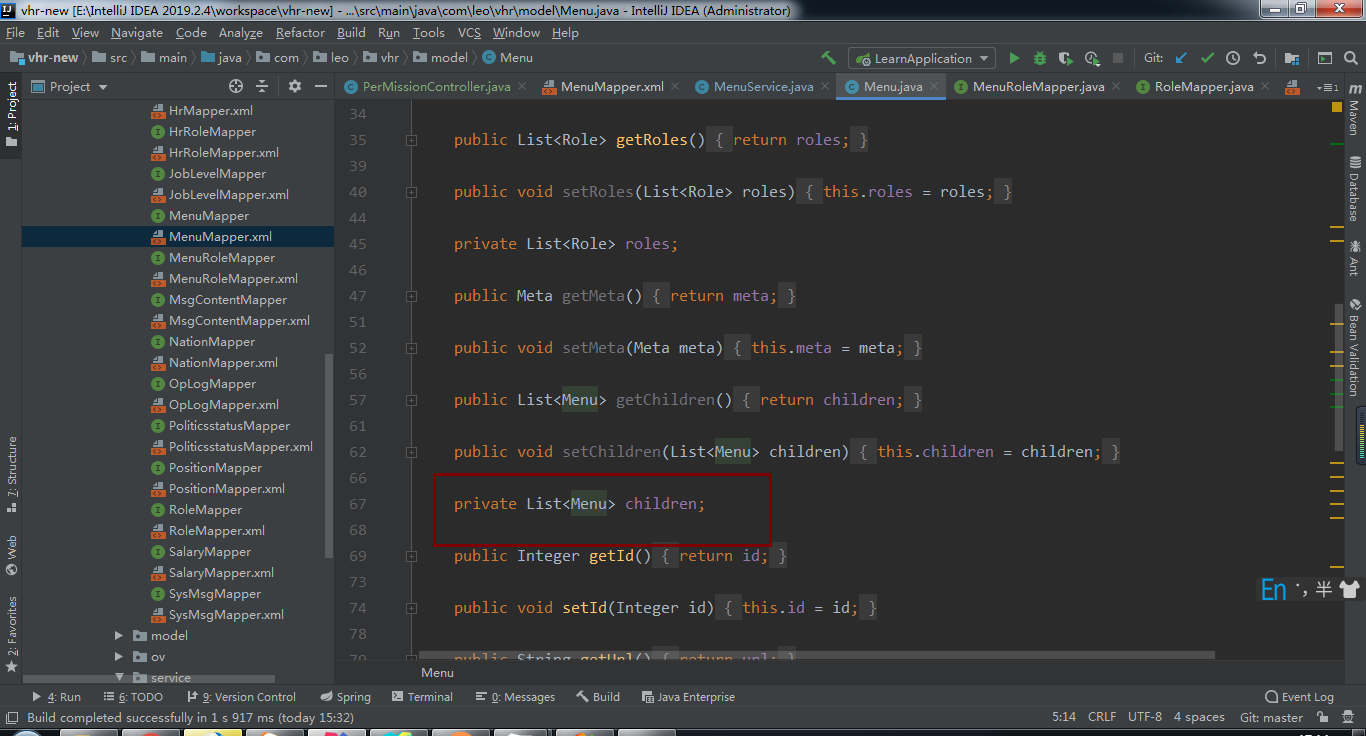 vhr-new [E:\IntelliJ IDEA 2019.2.4\workspace\vhr-new] - ...\src\main\java\com\leo\vhr\model\Menu.java - IntelliJ IDEA (Administrator)
File Edit View Navigate Code Analyze Refactor Build Run Tools VCS Window Help
vhr-new src main java com leo vhr model Menu LearnApplication Git:
Project PerMissionController.java MenuMapper.xml MenuService.java Menu.java MenuRoleMapper.java RoleMapper.java
1: Project
7: Structure
Web
2: Favorites
HrMapper.xml
HrRoleMapper
HrRoleMapper.xml
JobLevelMapper
JobLevelMapper.xml
MenuMapper
MenuMapper.xml
MenuRoleMapper
MenuRoleMapper.xml
MsgContentMapper
MsgContentMapper.xml
NationMapper
NationMapper.xml
OpLogMapper
OpLogMapper.xml
PoliticsstatusMapper
PoliticsstatusMapper.xml
PositionMapper
PositionMapper.xml
RoleMapper
RoleMapper.xml
SalaryMapper
SalaryMapper.xml
SysMsgMapper
SysMsgMapper.xml
model
ov
service
34
35 public List<Role> getRoles() { return roles; }
39
40 public void setRoles(List<Role> roles) { this.roles = roles; }
44
45 private List<Role> roles;
46
47 public Meta getMeta() { return meta; }
51
52 public void setMeta(Meta meta) { this.meta = meta; }
56
57 public List<Menu> getChildren() { return children; }
61
62 public void setChildren(List<Menu> children) { this.children = children; }
66
67 private List<Menu> children;
68
69 public Integer getId() { return id; }
73
74 public void setId(Integer id) { this.id = id; }
78
79 public String getUrl() { return url; }
Menu
Maven
Database
Ant
Bean Validation
En 半
4: Run 6: TODO 9: Version Control Spring Terminal 0: Messages Build Java Enterprise Event Log
Build completed successfully in 1 s 917 ms (today 15:32) 5:14 CRLF UTF-8 4 spaces Git: master